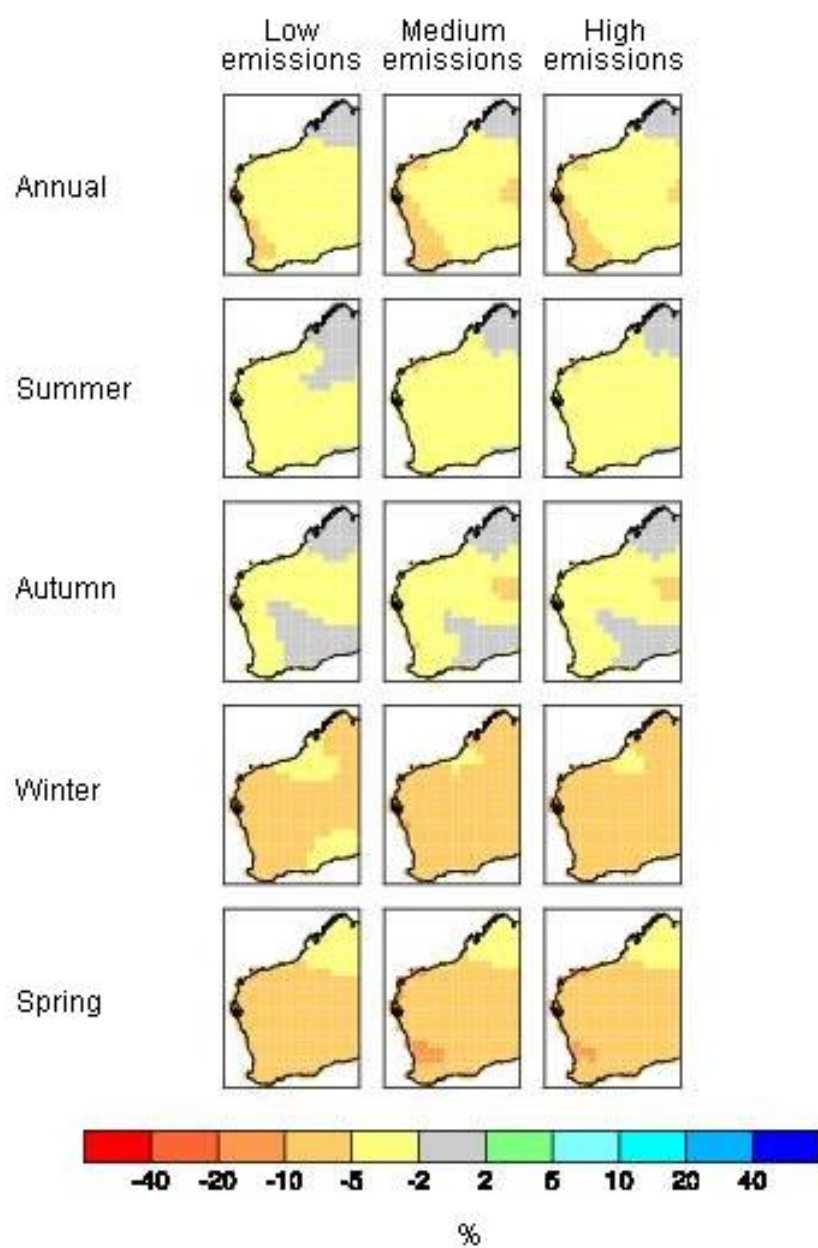 Low Medium High
emissions emissions emissions
Annual
Summer
Autumn
Winter
Spring
-40 -20 -10 -5 -2 2 5 10 20 40
%